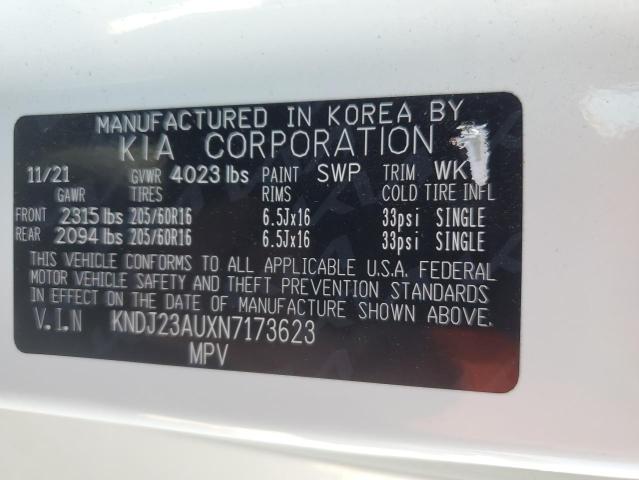 MANUFACTURED IN KOREA BY
KIA CORPORATION
11/21 GVWR 4023 lbs PAINT SWP TRIM WK
GAWR TIRES RIMS COLD TIRE INFL
FRONT 2315 lbs 205/60R16 6.5Jx16 33psi SINGLE
REAR 2094 lbs 205/60R16 6.5Jx16 33psi SINGLE
THIS VEHICLE CONFORMS TO ALL APPLICABLE U.S.A. FEDERAL
MOTOR VEHICLE SAFETY AND THEFT PREVENTION STANDARDS
IN EFFECT ON THE DATE OF MANUFACTURE SHOWN ABOVE.
V.I.N KNDJ23AUXN7173623
MPV